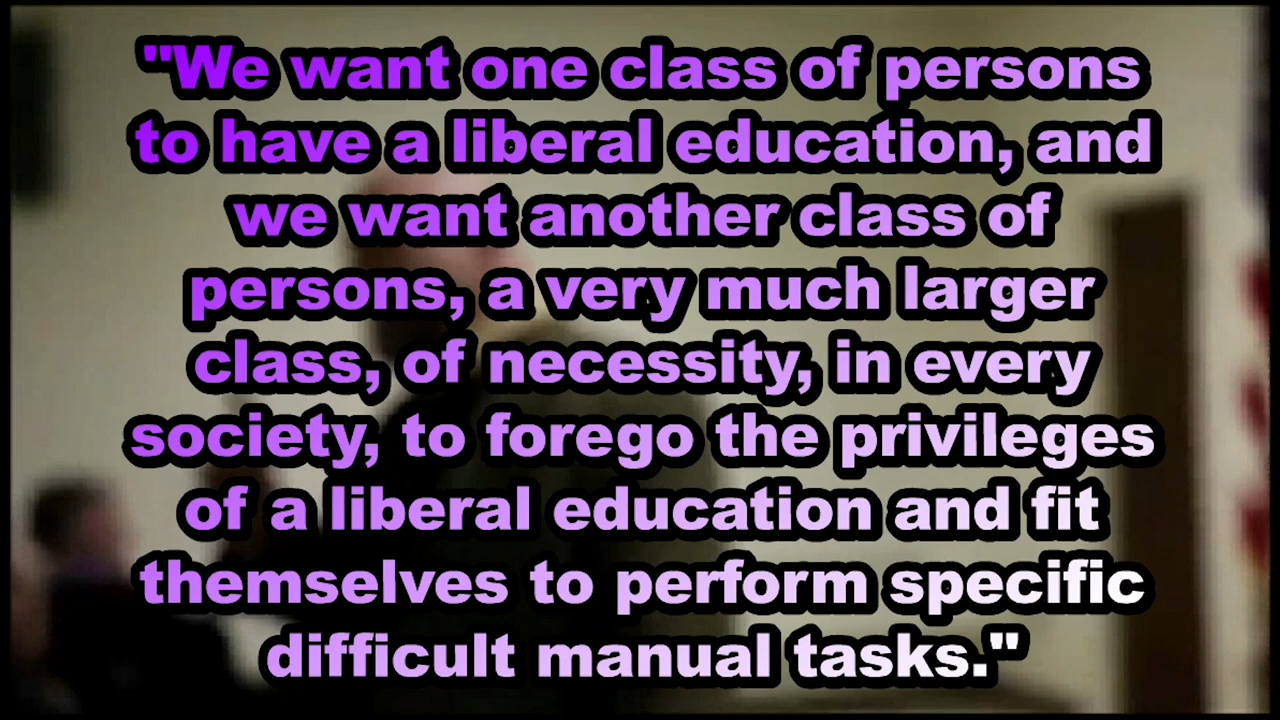 "We want one class of persons
to have a liberal education, and
we want another class of
persons, a very much larger
class, of necessity, in every
society, to forego the privileges
of a liberal education and fit
themselves to perform specific
difficult manual tasks."